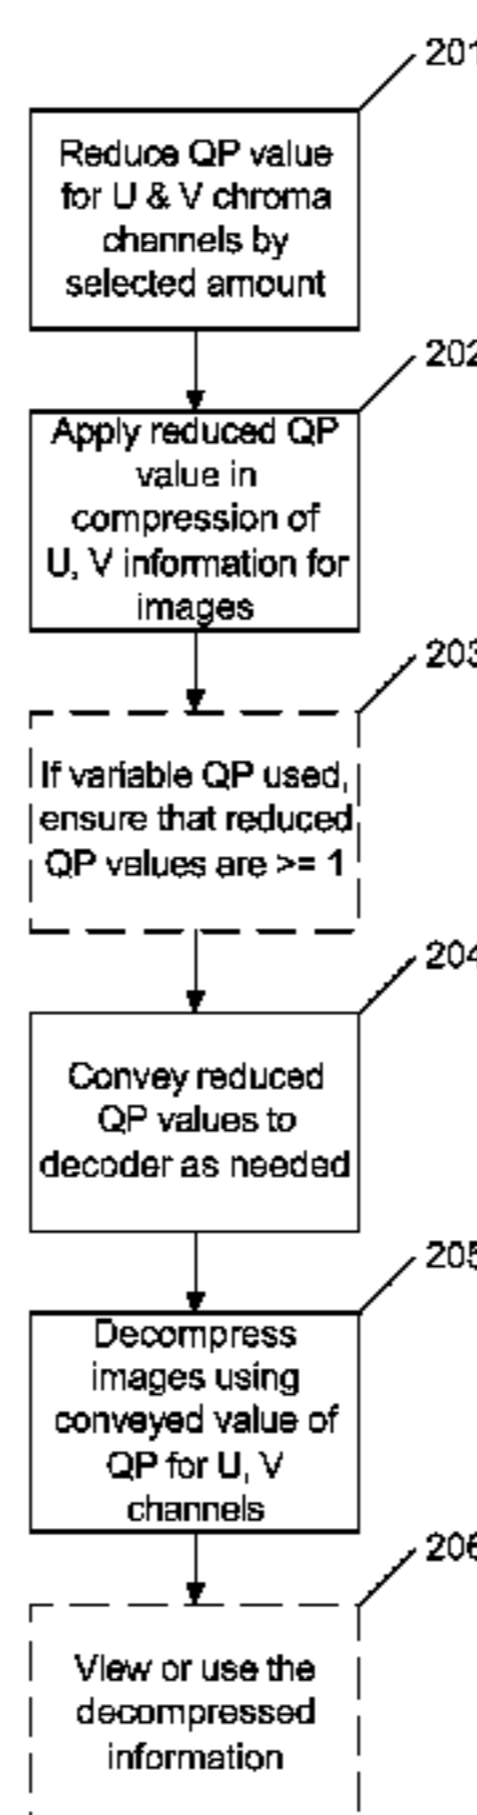 201
Reduce QP value
for U & V chroma
channels by
selected amount
202
Apply reduced QP
value in
compression of
U, V information for
images
203
If variable QP used,
ensure that reduced
QP values are >= 1
204
Convey reduced
QP values to
decoder as needed
205
Decompress
images using
conveyed value of
QP for U, V
channels
206
View or use the
decompressed
information